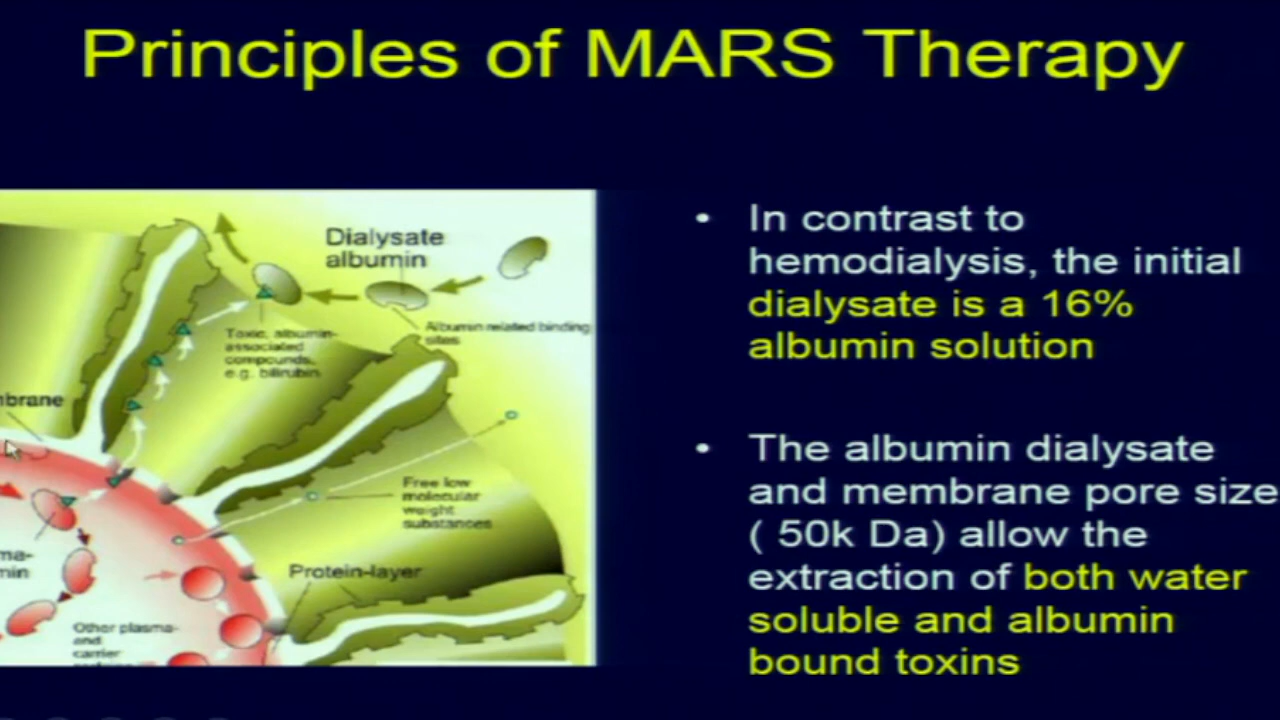 Principles of MARS Therapy
Dialysate
albumin
Toxic, albumin-
associated
compounds,
e.g. bilirubin
Albumin related binding
sites
Free low
molecular
weight
substances
Protein-layer
Other plasma-
and
carrier
• In contrast to
hemodialysis, the initial
dialysate is a 16%
albumin solution
• The albumin dialysate
and membrane pore size
( 50k Da) allow the
extraction of both water
soluble and albumin
bound toxins